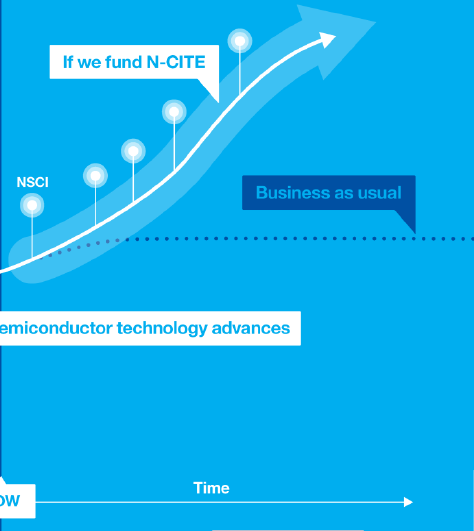 If we fund N-CITE
NSCI
Business as usual
emiconductor technology advances
Time
ow